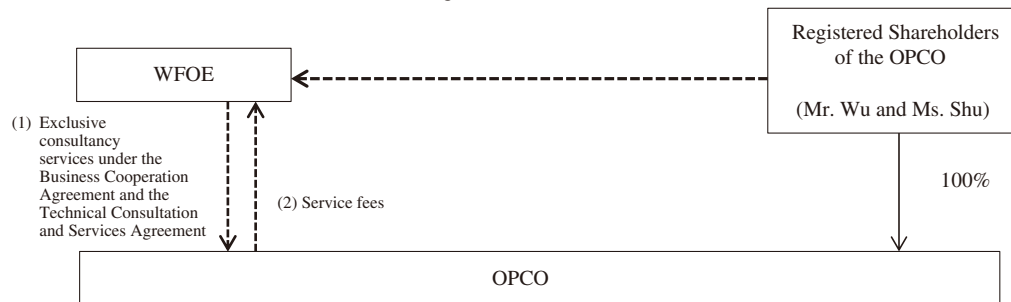 Registered Shareholders
of the OPCO
(Mr. Wu and Ms. Shu)
WFOE
(1) Exclusive
consultancy
services under the
Business Cooperation
Agreement and the
Technical Consultation
and Services Agreement
(2) Service fees
100%
OPCO